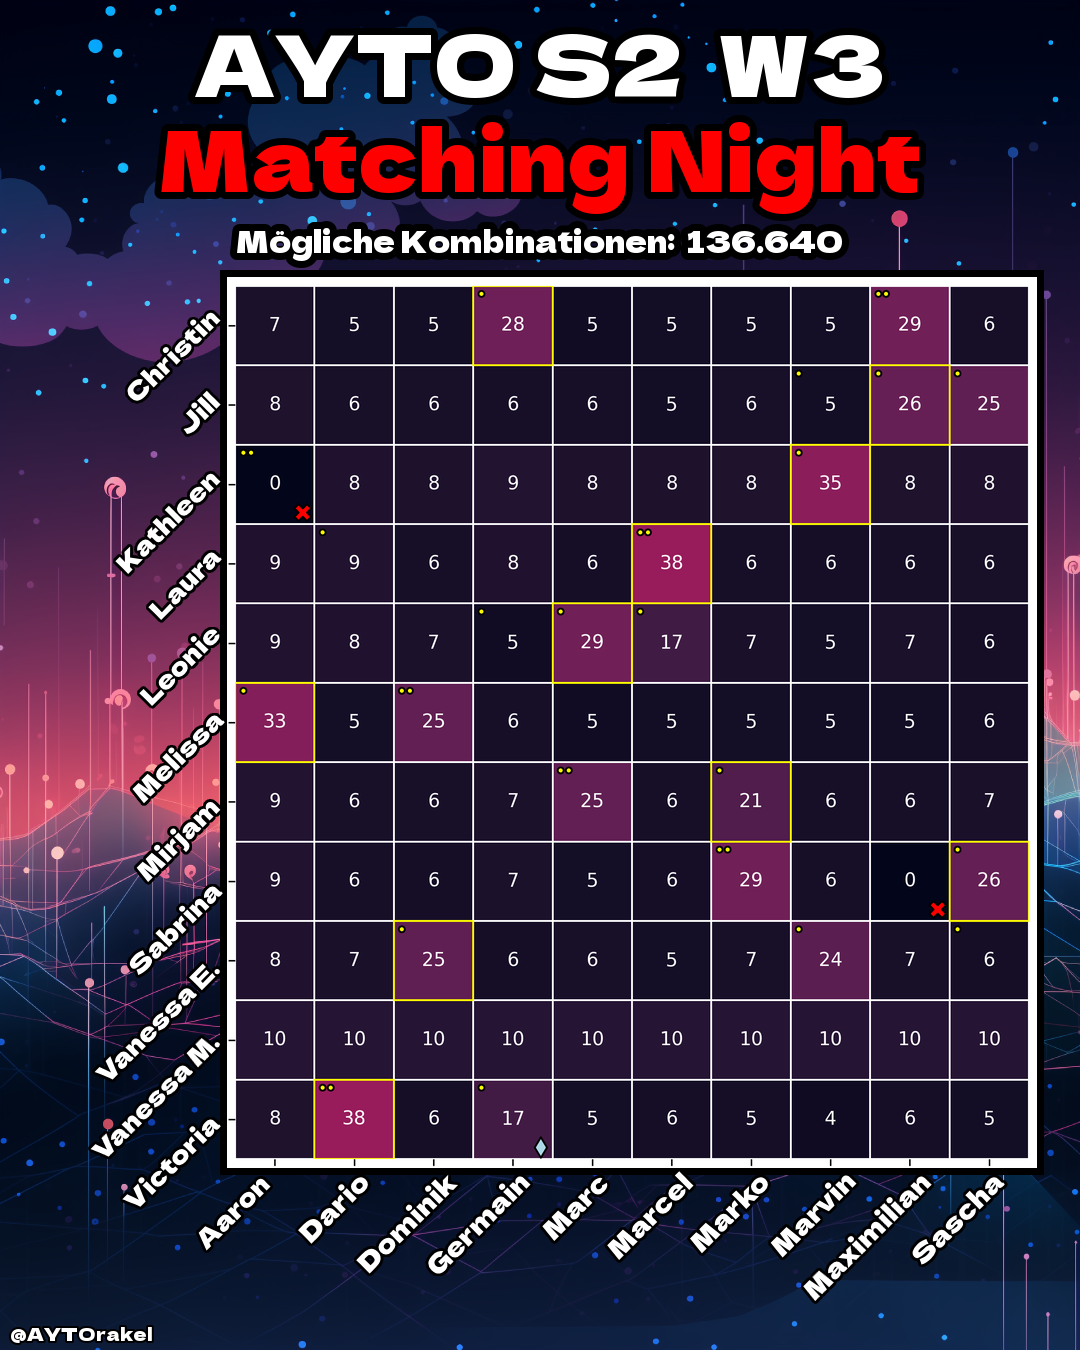 AYTO S2 W3
Matching Night
Mögliche Kombinationen: 136.640
Christin 7 5 5 28 5 5 5 5 29 6
Jill 8 6 6 6 6 5 6 5 26 25
Kathleen 0 8 8 9 8 8 8 35 8 8
Laura 9 9 6 8 6 38 6 6 6 6
Leonie 9 8 7 5 29 17 7 5 7 6
Melissa 33 5 25 6 5 5 5 5 5 6
Mirjam 9 6 6 7 25 6 21 6 6 7
Sabrina 9 6 6 7 5 6 29 6 0 26
Vanessa E. 8 7 25 6 6 5 7 24 7 6
Vanessa M. 10 10 10 10 10 10 10 10 10 10
Victoria 8 38 6 17 5 6 5 4 6 5
Aaron Dario Dominik Germain Marc Marcel Marko Marvin Maximilian Sascha
@AYTOrakel